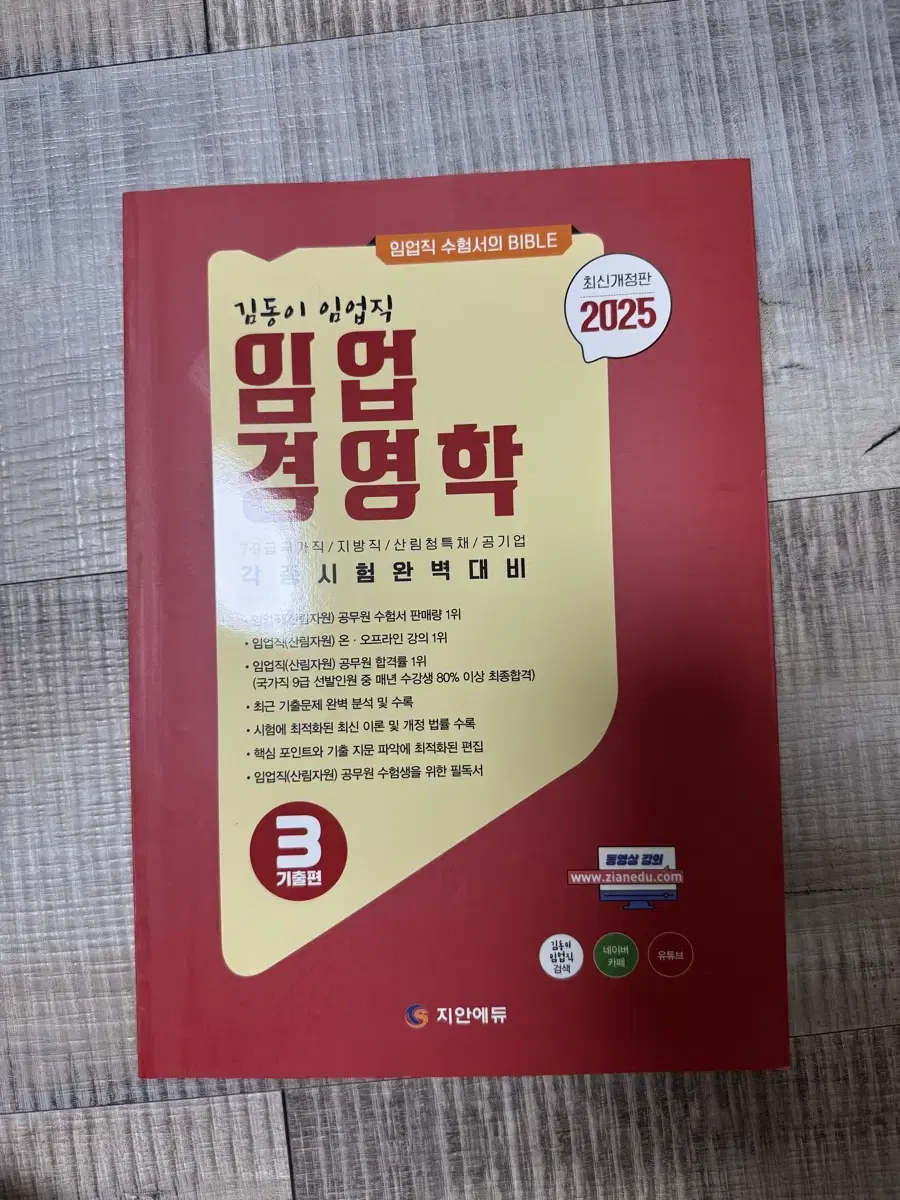 임업직 수험서의 BIBLE
최신개정판
2025
김동이 임업직
임업
경영학
7·9급국가직/지방직/산림청특채/공기업
각종시험완벽대비
• 임업직(산림자원) 공무원 수험서 판매량 1위
• 임업직(산림자원) 온·오프라인 강의 1위
• 임업직(산림자원) 공무원 합격률 1위
(국가직 9급 선발인원 중 매년 수강생 80% 이상 최종합격)
• 최근 기출문제 완벽 분석 및 수록
• 시험에 최적화된 최신 이론 및 개정 법률 수록
• 핵심 포인트와 기출 지문 파악에 최적화된 편집
• 임업직(산림자원) 공무원 수험생을 위한 필독서
3
기출편
동영상 강의
www.zianedu.com
김동이
임업직
검색
네이버
카페
유튜브
지안에듀